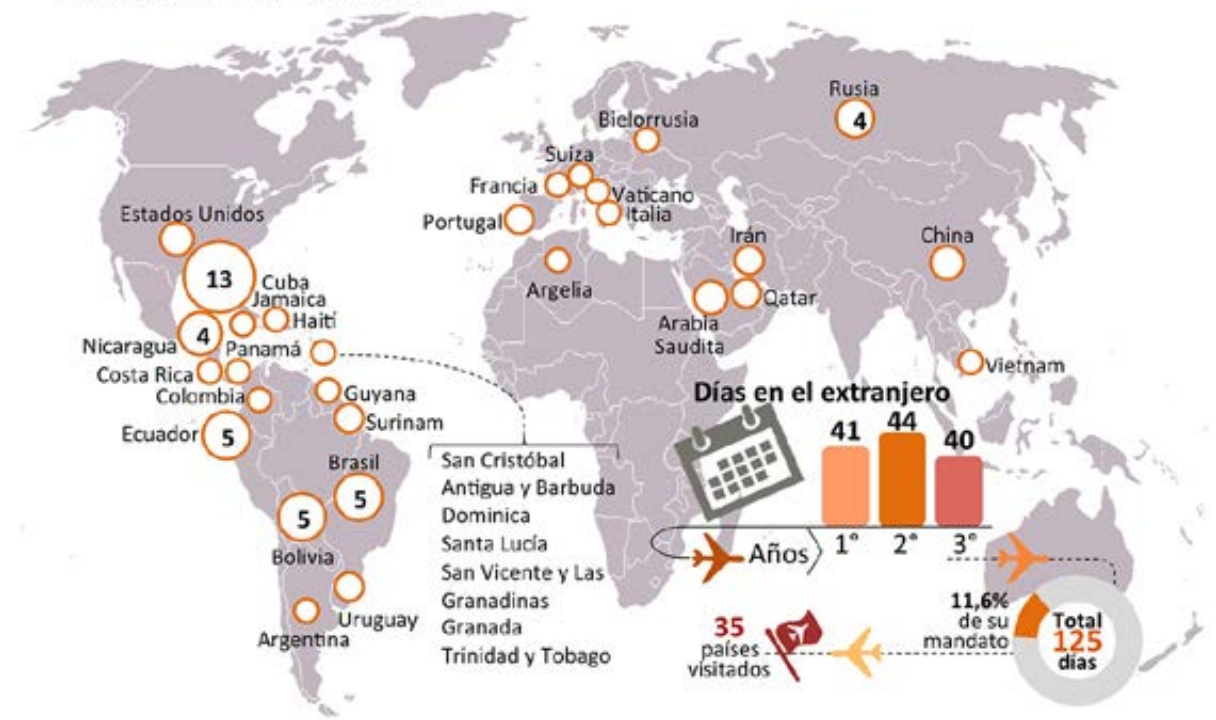 Rusia
4
Bielorrusia
Suiza
Francia
Vaticano
Italia
Portugal
Estados Unidos
Irán
China
13
Cuba
Jamaica
Haití
Argelia
Qatar
Arabia
Saudita
4
Nicaragua
Panamá
Costa Rica
Colombia
Guyana
Surinam
Ecuador
5
Vietnam
Brasil
5
5
Bolivia
Uruguay
Argentina
San Cristóbal
Antigua y Barbuda
Dominica
Santa Lucía
San Vicente y Las
Granadinas
Granada
Trinidad y Tobago
Días en el extranjero
41
44
40
Años
1°
2°
3°
11,6%
de su
mandato
Total
125
días
35
países
visitados